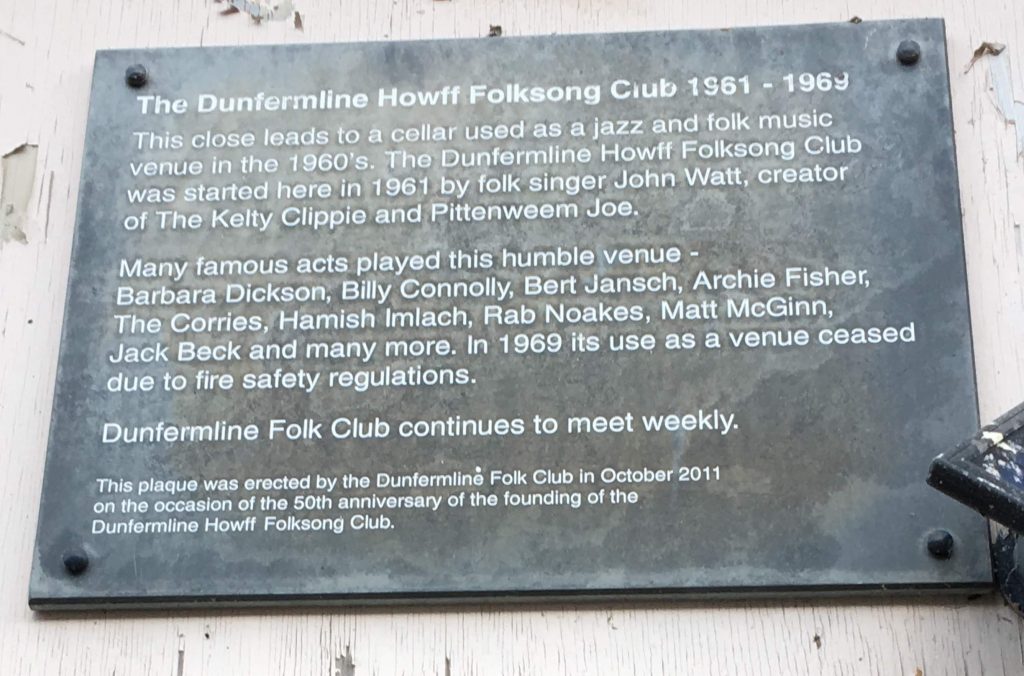 The Dunfermline Howff Folksong Club 1961 - 1969
This close leads to a cellar used as a jazz and folk music
venue in the 1960's. The Dunfermline Howff Folksong Club
was started here in 1961 by folk singer John Watt, creator
of The Kelty Clippie and Pittenweem Joe.
Many famous acts played this humble venue -
Barbara Dickson, Billy Connolly, Bert Jansch, Archie Fisher,
The Corries, Hamish Imlach, Rab Noakes, Matt McGinn,
Jack Beck and many more. In 1969 its use as a venue ceased
due to fire safety regulations.
Dunfermline Folk Club continues to meet weekly.
This plaque was erected by the Dunfermline Folk Club in October 2011
on the occasion of the 50th anniversary of the founding of the
Dunfermline Howff Folksong Club.